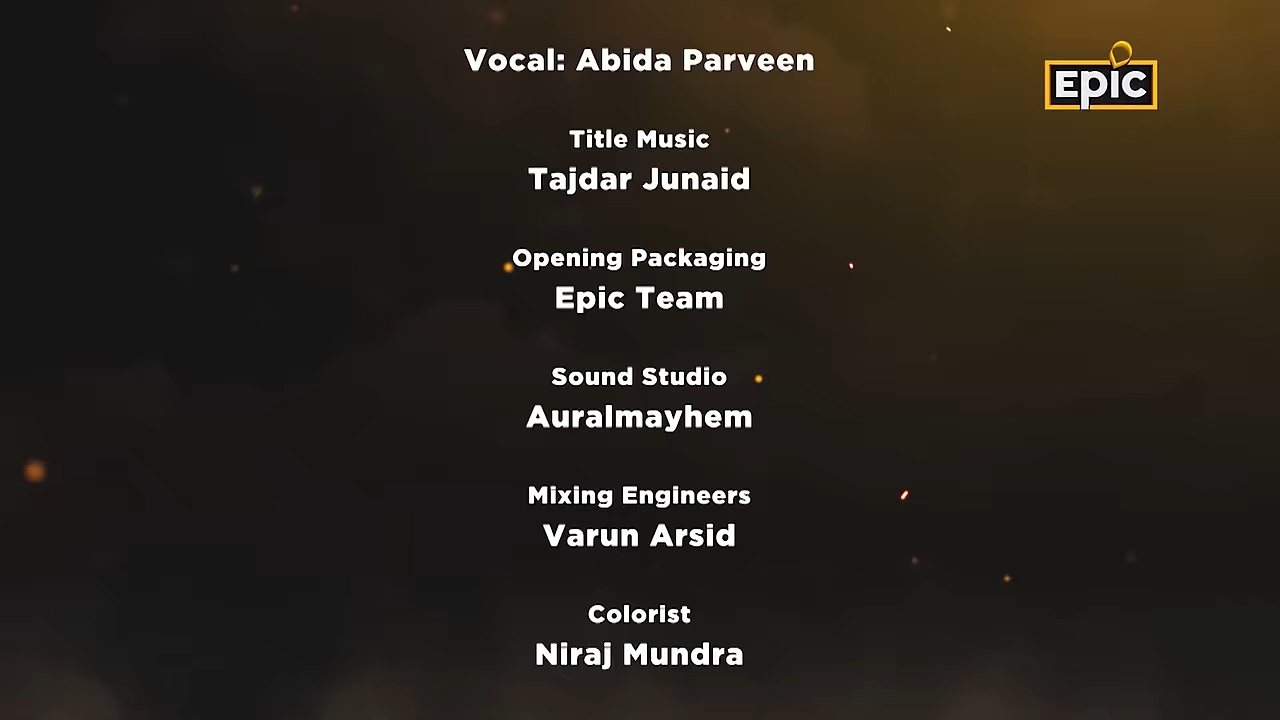 Vocal: Abida Parveen
EPIC
Title Music
Tajdar Junaid
Opening Packaging
Epic Team
Sound Studio
Auralmayhem
Mixing Engineers
Varun Arsid
Colorist
Niraj Mundra